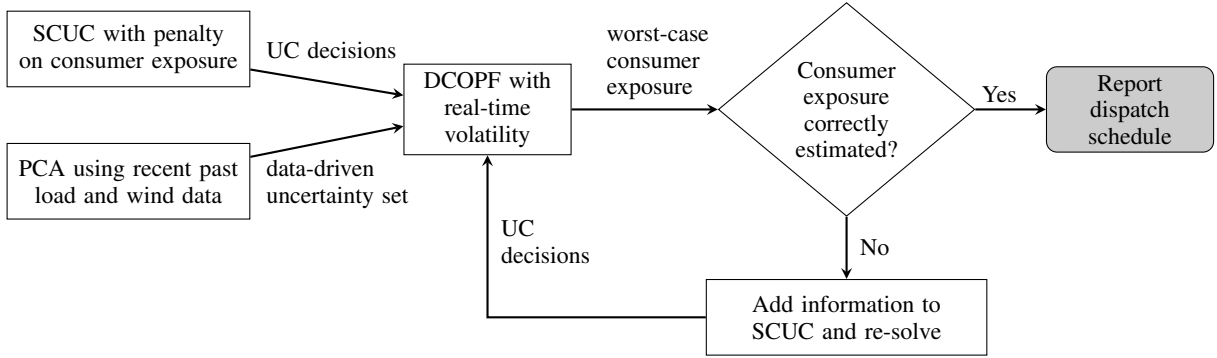 SCUC with penalty
on consumer exposure
UC decisions
PCA using recent past
load and wind data
data-driven
uncertainty set
DCOPF with
real-time
volatility
worst-case
consumer
exposure
Consumer
exposure
correctly
estimated?
Yes
Report
dispatch
schedule
No
Add information to
SCUC and re-solve
UC
decisions